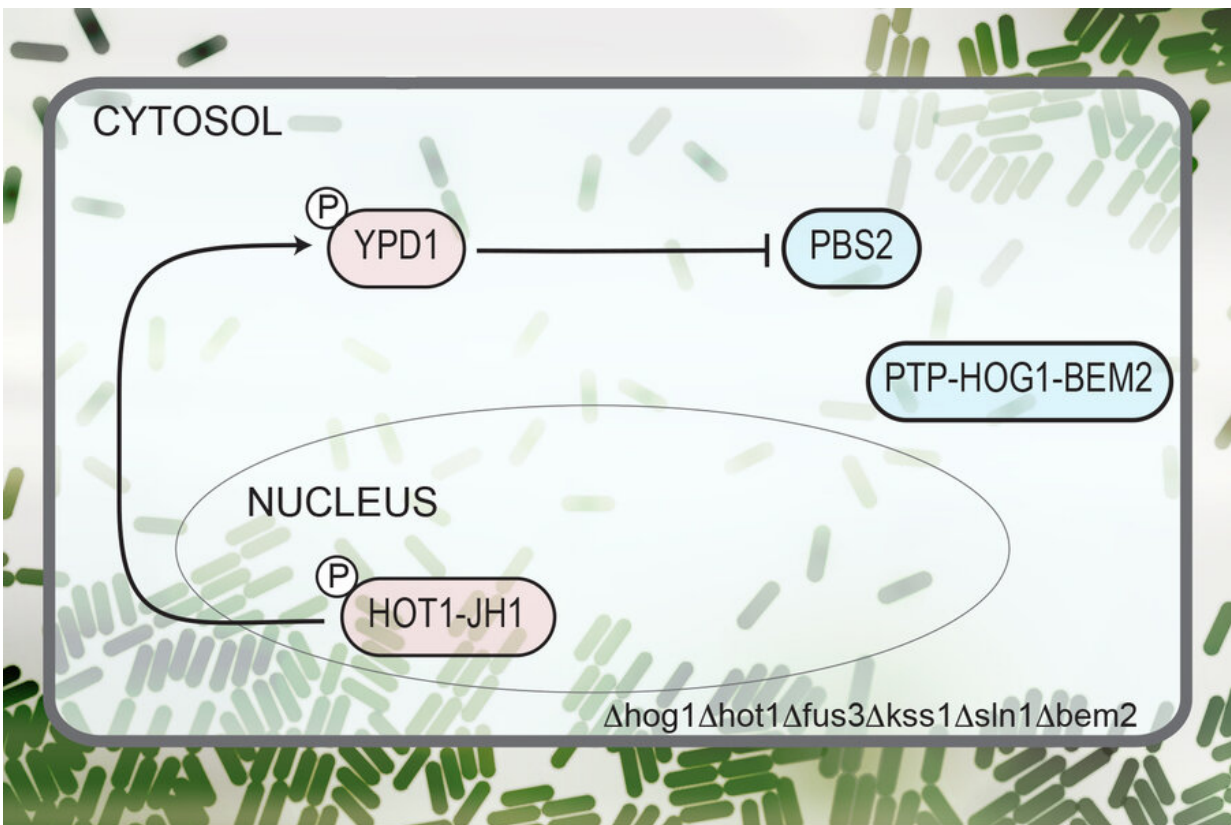 CYTOSOL
P
YPD1
PBS2
PTP-HOG1-BEM2
NUCLEUS
P
HOT1-JH1
Δhog1Δhot1Δfus3Δkss1Δsln1Δbem2